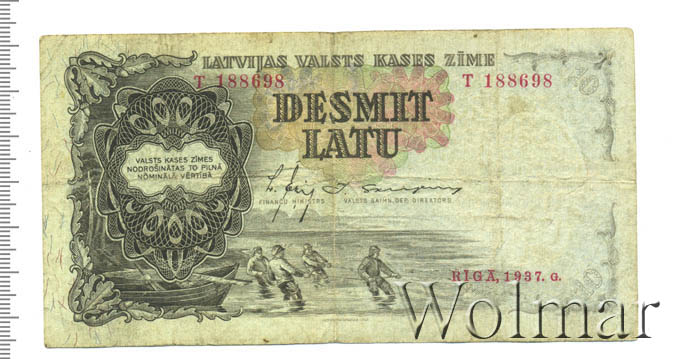 LATVIJAS VALSTS KASES ZĪME
T 188698 T 188698
DESMIT
LATU
VALSTS KASES ZĪMES
NODROŠINĀTAS TO PILNĀ
NOMINĀLĀ VĒRTĪBĀ
FINANČU MINISTRS VALSTS SAIMN. DEP. DIREKTORS
RĪGĀ, 1937. G.
Wolmar